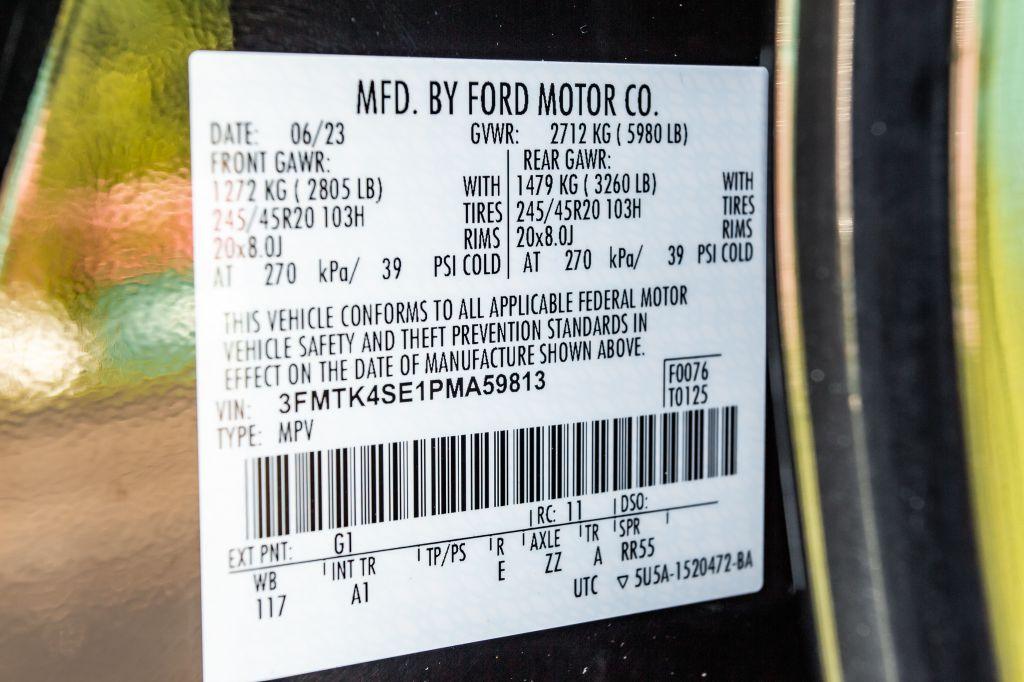 MFD. BY FORD MOTOR CO.
DATE: 06/23 GVWR: 2712 KG ( 5980 LB)
FRONT GAWR: REAR GAWR:
1272 KG ( 2805 LB) WITH 1479 KG ( 3260 LB) WITH
245/45R20 103H TIRES 245/45R20 103H TIRES
20x8.0J RIMS 20x8.0J RIMS
AT 270 kPa/ 39 PSI COLD AT 270 kPa/ 39 PSI COLD
THIS VEHICLE CONFORMS TO ALL APPLICABLE FEDERAL MOTOR
VEHICLE SAFETY AND THEFT PREVENTION STANDARDS IN
EFFECT ON THE DATE OF MANUFACTURE SHOWN ABOVE.
VIN: 3FMTK4SE1PMA59813 F0076
TYPE: MPV T0125
EXT PNT: G1 RC: 11 DSO:
WB INT TR TP/PS R AXLE TR SPR
117 A1 E ZZ A RR55
UTC ▽ 5U5A-1520472-BA